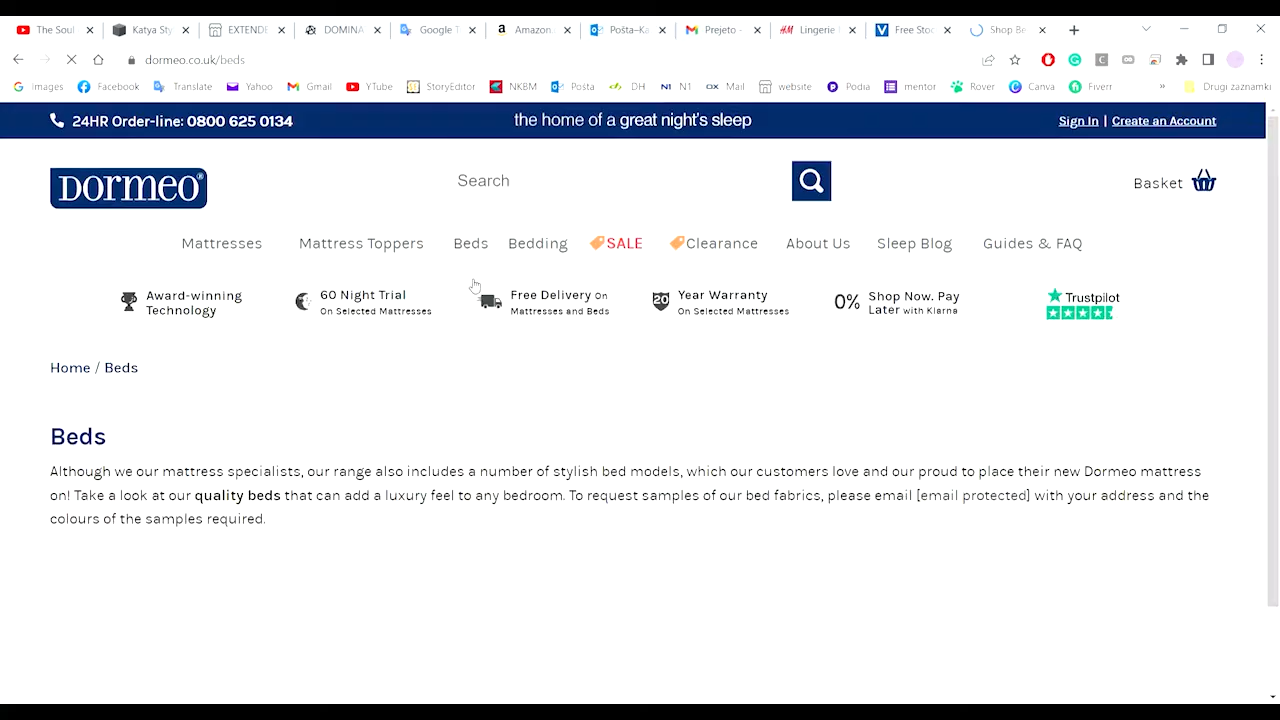 The Soul
Katya Sty
EXTENDE
DOMINA
Google T
Amazon.
Pošta–Ka
Prejeto –
Lingerie
Free Stoc
Shop Be
dormeo.co.uk/beds
Images
Facebook
Translate
Yahoo
Gmail
YTube
StoryEditor
NKBM
Pošta
DH
N1
Mail
website
Podia
mentor
Rover
Canva
Fiverr
»
Drugi zaznamki
24HR Order-line: 0800 625 0134
the home of a great night's sleep
Sign In | Create an Account
DORMEO®
Search
Basket
Mattresses
Mattress Toppers
Beds
Bedding
SALE
Clearance
About Us
Sleep Blog
Guides & FAQ
Award-winning
Technology
60 Night Trial
On Selected Mattresses
Free Delivery On
Mattresses and Beds
20
Year Warranty
On Selected Mattresses
0%
Shop Now. Pay
Later with Klarna
Trustpilot
Home / Beds
Beds
Although we our mattress specialists, our range also includes a number of stylish bed models, which our customers love and our proud to place their new Dormeo mattress
on! Take a look at our quality beds that can add a luxury feel to any bedroom. To request samples of our bed fabrics, please email [email protected] with your address and the
colours of the samples required.